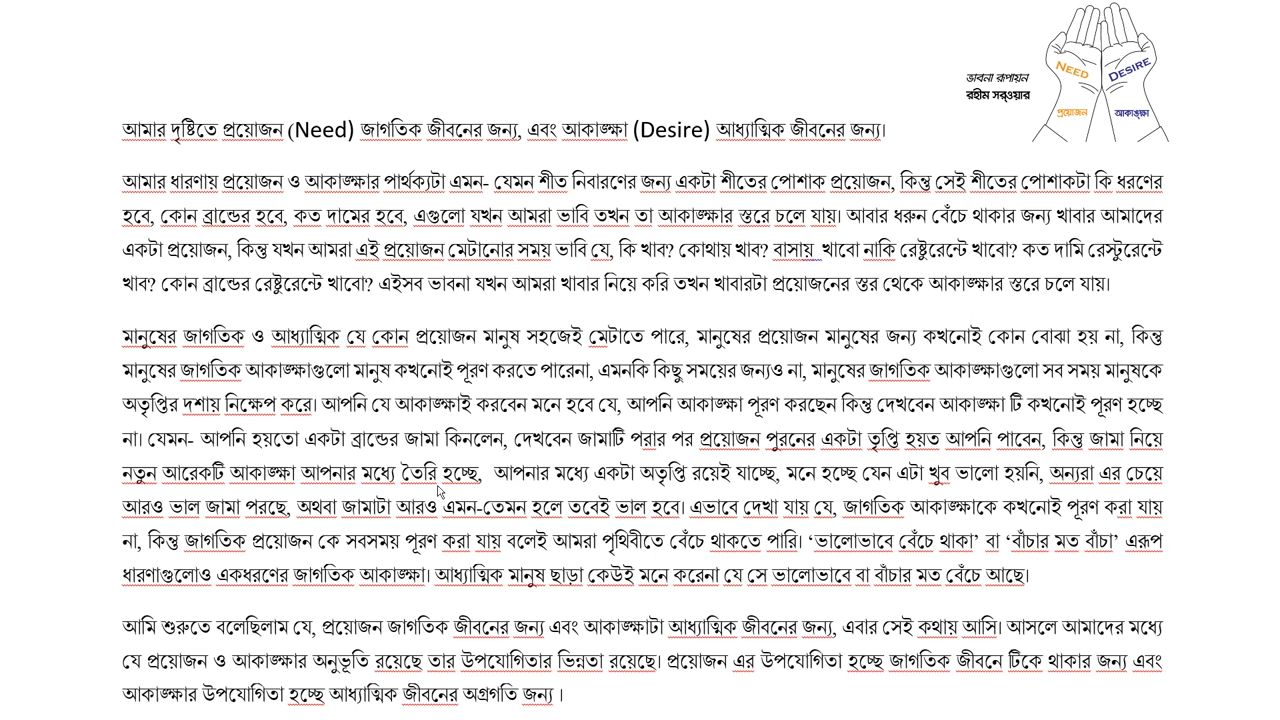 NEED
DESIRE
ভাবনা রূপায়ন
রহীম সর্ওয়ার
প্রয়োজন
আকাঙ্ক্ষা
আমার দৃষ্টিতে প্রয়োজন (Need) জাগতিক জীবনের জন্য, এবং আকাঙ্ক্ষা (Desire) আধ্যাত্মিক জীবনের জন্য।
আমার ধারণায় প্রয়োজন ও আকাঙ্ক্ষার পার্থক্যটা এমন- যেমন শীত নিবারণের জন্য একটা শীতের পোশাক প্রয়োজন, কিন্তু সেই শীতের পোশাকটা কি ধরণের
হবে, কোন ব্রান্ডের হবে, কত দামের হবে, এগুলো যখন আমরা ভাবি তখন তা আকাঙ্ক্ষার স্তরে চলে যায়। আবার ধরুন বেঁচে থাকার জন্য খাবার আমাদের
একটা প্রয়োজন, কিন্তু যখন আমরা এই প্রয়োজন মেটানোর সময় ভাবি যে, কি খাব? কোথায় খাব? বাসায় খাবো নাকি রেষ্টুরেন্টে খাবো? কত দামি রেস্টুরেন্টে
খাব? কোন ব্রান্ডের রেষ্টুরেন্টে খাবো? এইসব ভাবনা যখন আমরা খাবার নিয়ে করি তখন খাবারটা প্রয়োজনের স্তর থেকে আকাঙ্ক্ষার স্তরে চলে যায়।
মানুষের জাগতিক ও আধ্যাত্মিক যে কোন প্রয়োজন মানুষ সহজেই মেটাতে পারে, মানুষের প্রয়োজন মানুষের জন্য কখনোই কোন বোঝা হয় না, কিন্তু
মানুষের জাগতিক আকাঙ্ক্ষাগুলো মানুষ কখনোই পূরণ করতে পারেনা, এমনকি কিছু সময়ের জন্যও না, মানুষের জাগতিক আকাঙ্ক্ষাগুলো সব সময় মানুষকে
অতৃপ্তির দশায় নিক্ষেপ করে। আপনি যে আকাঙ্ক্ষাই করবেন মনে হবে যে, আপনি আকাঙ্ক্ষা পূরণ করছেন কিন্তু দেখবেন আকাঙ্ক্ষা টি কখনোই পূরণ হচ্ছে
না। যেমন- আপনি হয়তো একটা ব্রান্ডের জামা কিনলেন, দেখবেন জামাটি পরার পর প্রয়োজন পুরনের একটা তৃপ্তি হয়ত আপনি পাবেন, কিন্তু জামা নিয়ে
নতুন আরেকটি আকাঙ্ক্ষা আপনার মধ্যে তৈরি হচ্ছে, আপনার মধ্যে একটা অতৃপ্তি রয়েই যাচ্ছে, মনে হচ্ছে যেন এটা খুব ভালো হয়নি, অন্যরা এর চেয়ে
আরও ভাল জামা পরছে, অথবা জামাটা আরও এমন-তেমন হলে তবেই ভাল হবে। এভাবে দেখা যায় যে, জাগতিক আকাঙ্ক্ষাকে কখনোই পূরণ করা যায়
না, কিন্তু জাগতিক প্রয়োজন কে সবসময় পূরণ করা যায় বলেই আমরা পৃথিবীতে বেঁচে থাকতে পারি। ‘ভালোভাবে বেঁচে থাকা’ বা ‘বাঁচার মত বাঁচা’ এরূপ
ধারণাগুলোও একধরণের জাগতিক আকাঙ্ক্ষা। আধ্যাত্মিক মানুষ ছাড়া কেউই মনে করেনা যে সে ভালোভাবে বা বাঁচার মত বেঁচে আছে।
আমি শুরুতে বলেছিলাম যে, প্রয়োজন জাগতিক জীবনের জন্য এবং আকাঙ্ক্ষাটা আধ্যাত্মিক জীবনের জন্য, এবার সেই কথায় আসি। আসলে আমাদের মধ্যে
যে প্রয়োজন ও আকাঙ্ক্ষার অনুভূতি রয়েছে তার উপযোগিতার ভিন্নতা রয়েছে। প্রয়োজন এর উপযোগিতা হচ্ছে জাগতিক জীবনে টিকে থাকার জন্য এবং
আকাঙ্ক্ষার উপযোগিতা হচ্ছে আধ্যাত্মিক জীবনের অগ্রগতি জন্য ।